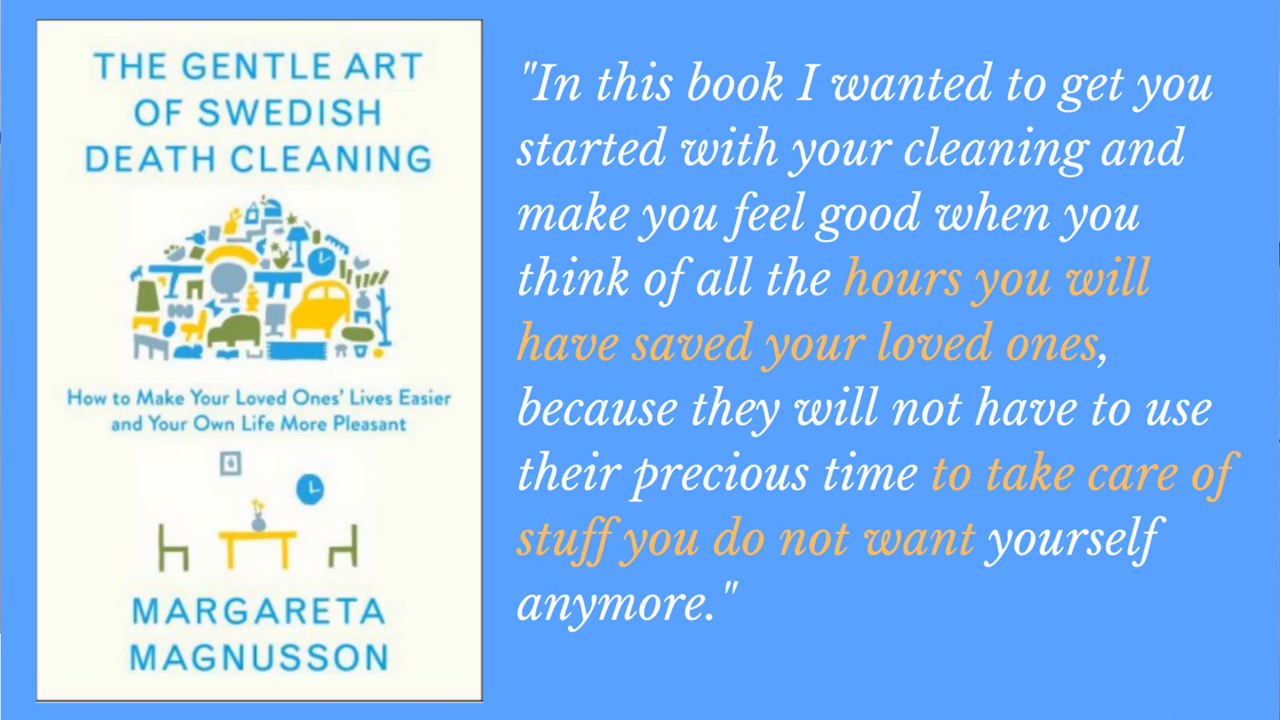 THE GENTLE ART
OF SWEDISH
DEATH CLEANING
How to Make Your Loved Ones' Lives Easier
and Your Own Life More Pleasant
MARGARETA
MAGNUSSON
"In this book I wanted to get you
started with your cleaning and
make you feel good when you
think of all the hours you will
have saved your loved ones,
because they will not have to use
their precious time to take care of
stuff you do not want yourself
anymore."